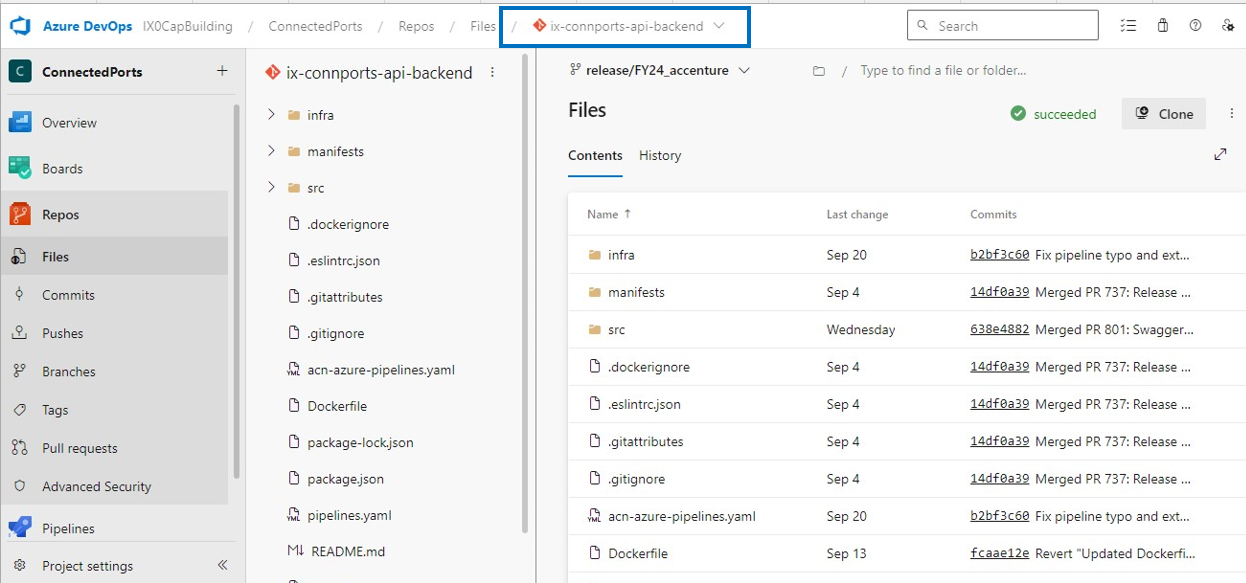 Azure DevOps IX0CapBuilding / ConnectedPorts / Repos / Files / ix-connports-api-backend
Search
C ConnectedPorts
Overview
Boards
Repos
Files
Commits
Pushes
Branches
Tags
Pull requests
Advanced Security
Pipelines
Project settings
ix-connports-api-backend
infra
manifests
src
.dockerignore
.eslintrc.json
.gitattributes
.gitignore
YML acn-azure-pipelines.yaml
Dockerfile
package-lock.json
package.json
YML pipelines.yaml
M↓ README.md
release/FY24_accenture
/ Type to find a file or folder...
Files
succeeded
Clone
Contents History
Name ↑ Last change Commits
infra Sep 20 b2bf3c60 Fix pipeline typo and ext...
manifests Sep 4 14df0a39 Merged PR 737: Release ...
src Wednesday 638e4882 Merged PR 801: Swagger...
.dockerignore Sep 4 14df0a39 Merged PR 737: Release ...
.eslintrc.json Sep 4 14df0a39 Merged PR 737: Release ...
.gitattributes Sep 4 14df0a39 Merged PR 737: Release ...
.gitignore Sep 4 14df0a39 Merged PR 737: Release ...
YML acn-azure-pipelines.yaml Sep 20 b2bf3c60 Fix pipeline typo and ext...
Dockerfile Sep 13 fcaae12e Revert "Updated Dockerfi...